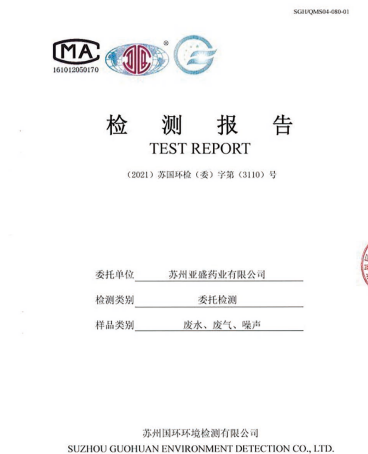 SGH/QMS04-080-01
MA
161012050170
检 测 报 告
TEST REPORT
(2021)苏国环检(委)字第(3110)号
委托单位 苏州亚盛药业有限公司
检测类别 委托检测
样品类别 废水、废气、噪声
苏州国环环境检测有限公司
SUZHOU GUOHUAN ENVIRONMENT DETECTION CO., LTD.